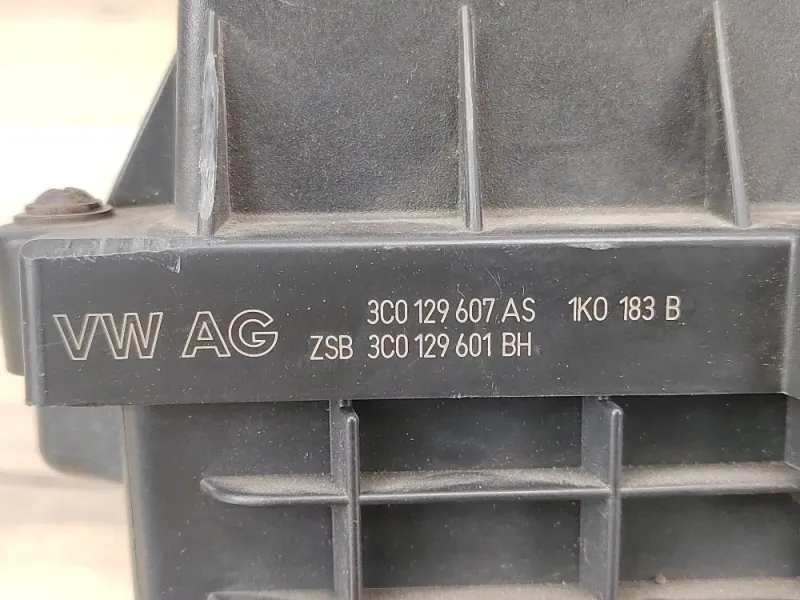 VW AG
3C0 129 607 AS 1K0 183 B
ZSB 3C0 129 601 BH